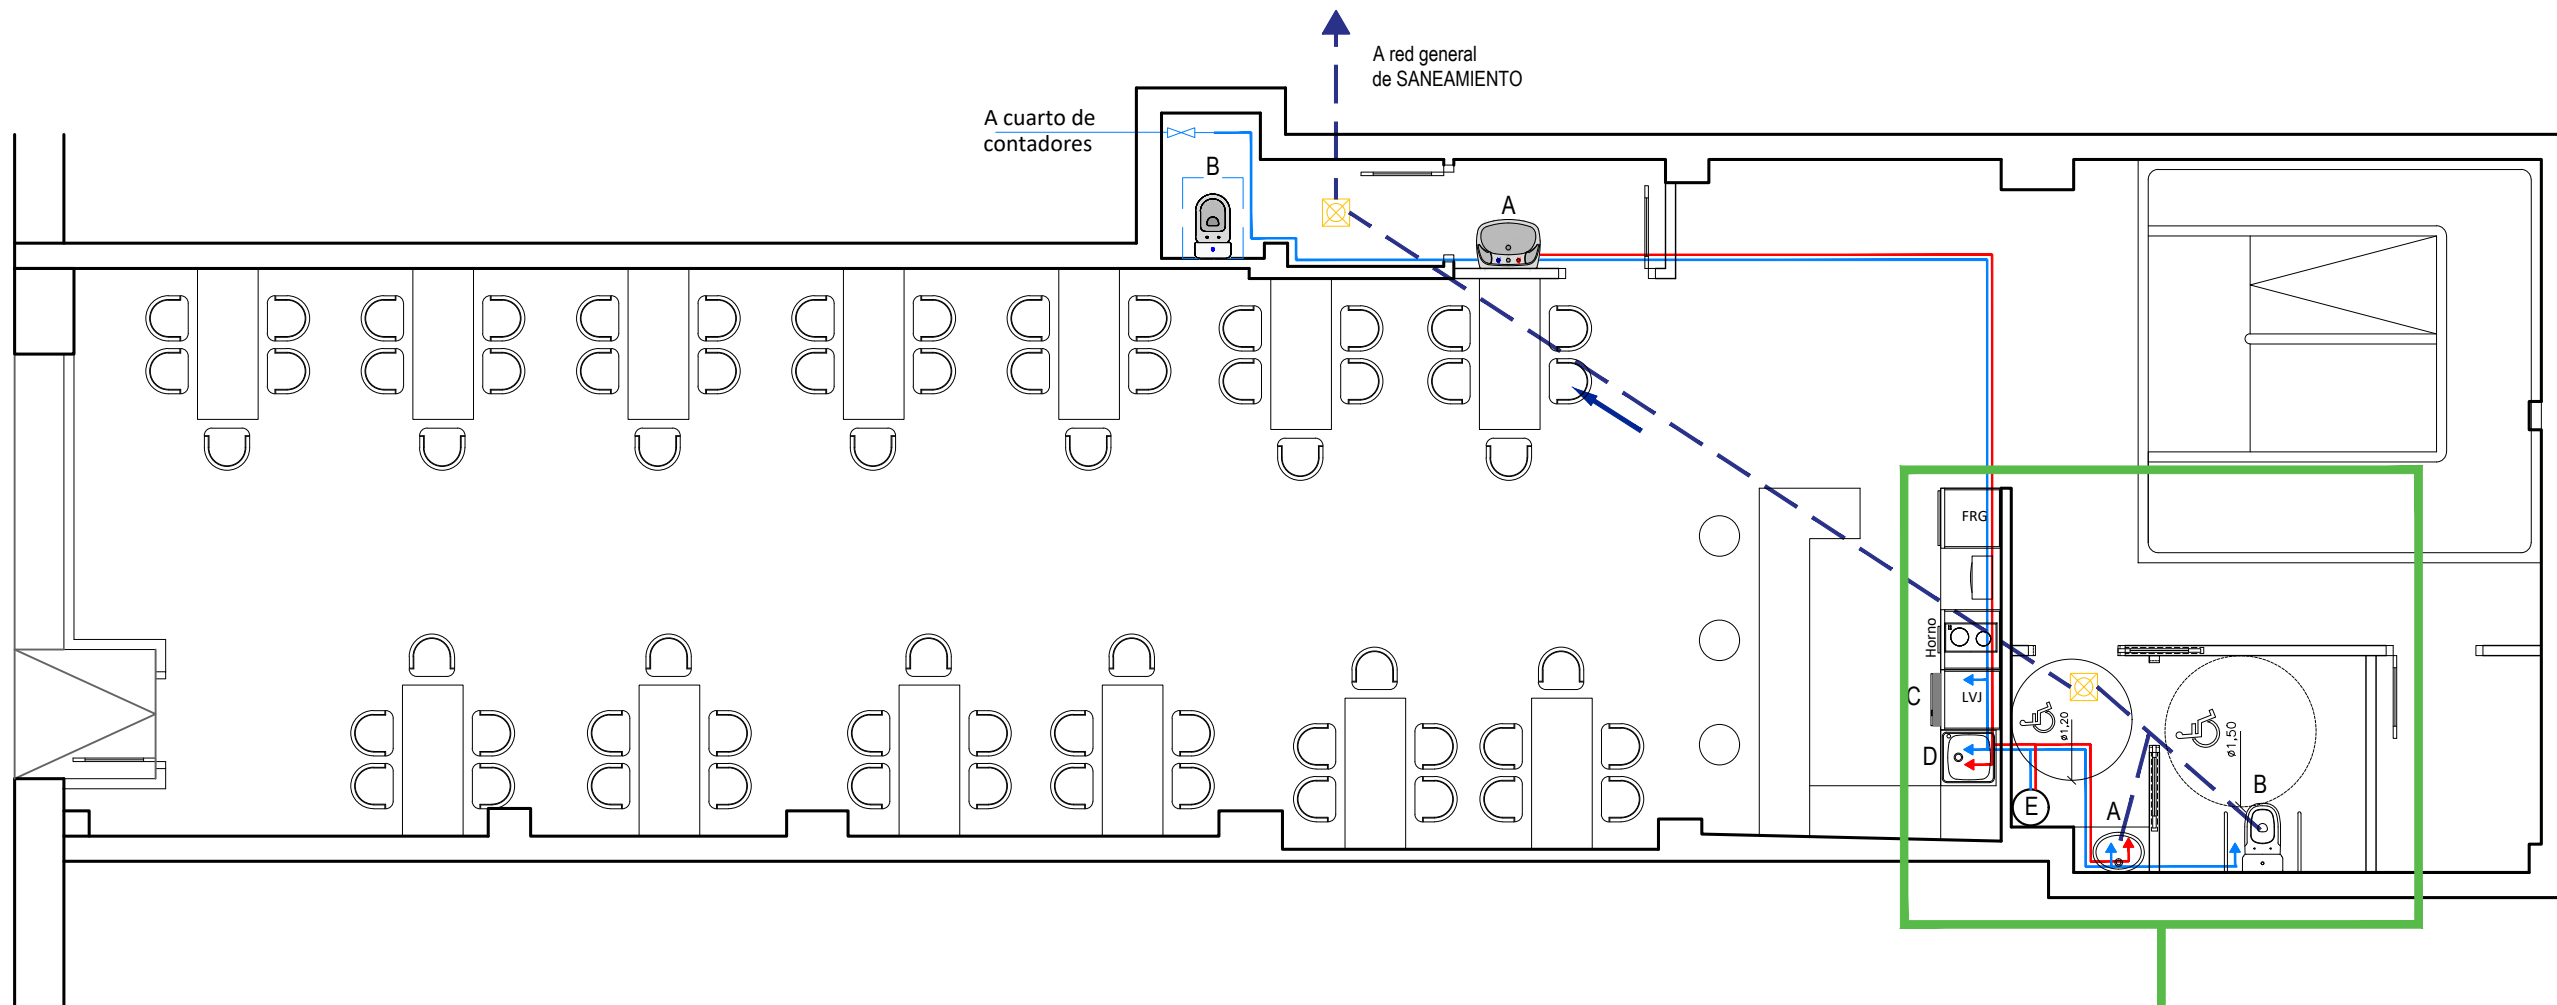 A red general
de SANEAMIENTO
A cuarto de
contadores
B
A
FRG
Horno
C
LVJ
D
E
ø1,20
ø1,50
A
B